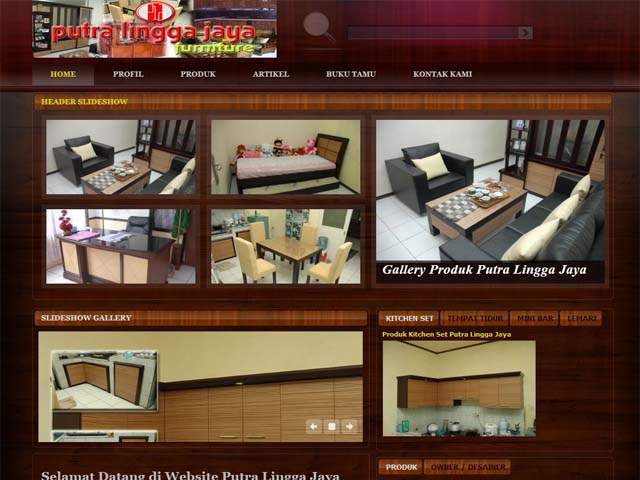 putra lingga jaya
furniture
HOME PROFIL PRODUK ARTIKEL BUKU TAMU KONTAK KAMI
HEADER SLIDESHOW
Gallery Produk Putra Lingga Jaya
SLIDESHOW GALLERY
KITCHEN SET TEMPAT TIDUR MINI BAR LEMARI
Produk Kitchen Set Putra Lingga Jaya
Selamat Datang di Website Putra Lingga Jaya
PRODUK OWNER / DESAINER